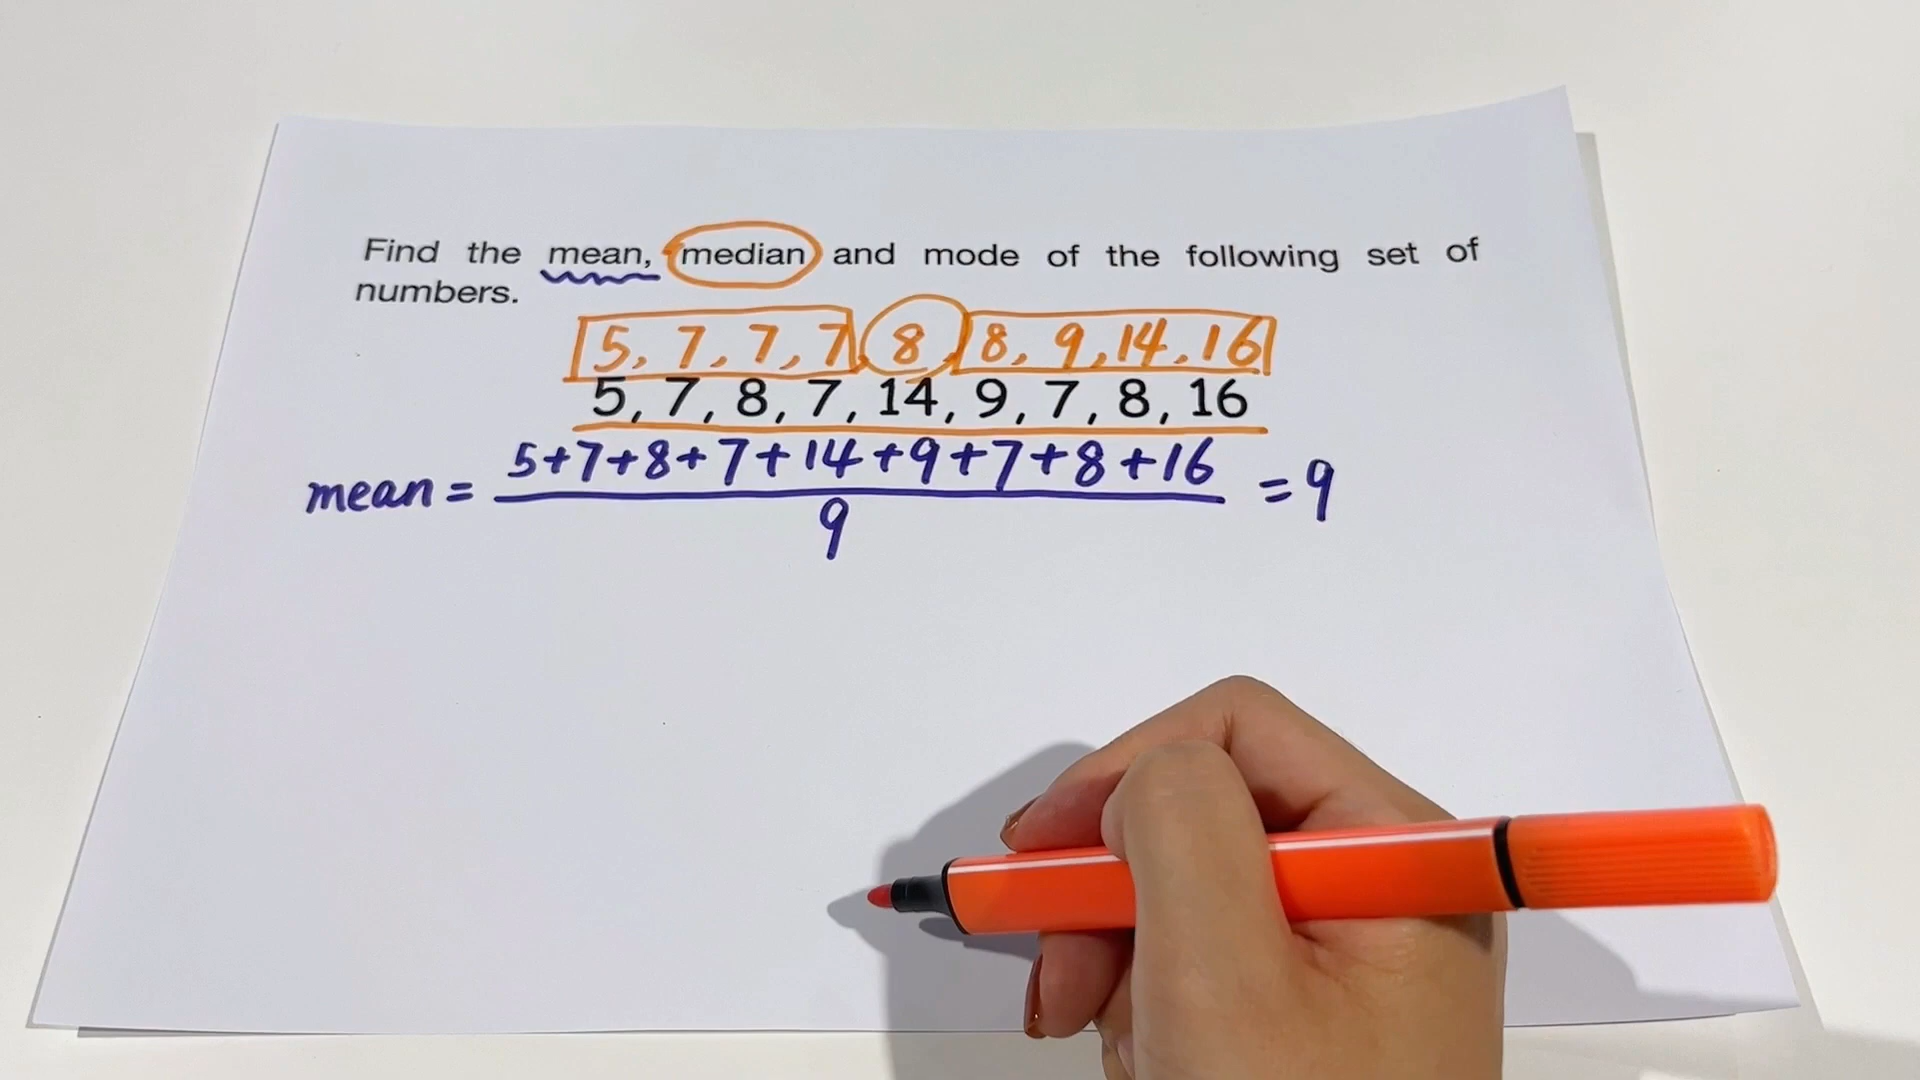 Find the mean, median and mode of the following set of
numbers.
5, 7, 7, 7, 8, 8, 9, 14, 16
5, 7, 8, 7, 14, 9, 7, 8, 16
5+7+8+7+14+9+7+8+16
mean = = 9
9